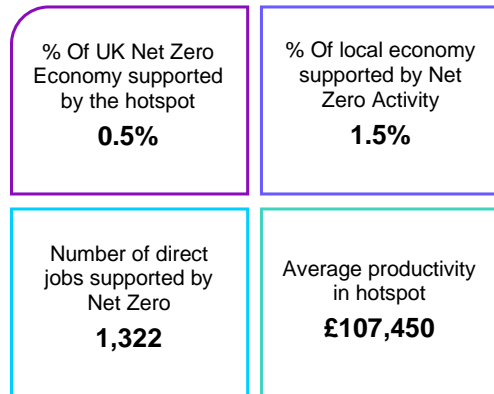 % Of UK Net Zero
Economy supported
by the hotspot
0.5%
% Of local economy
supported by Net
Zero Activity
1.5%
Number of direct
jobs supported by
Net Zero
1,322
Average productivity
in hotspot
£107,450